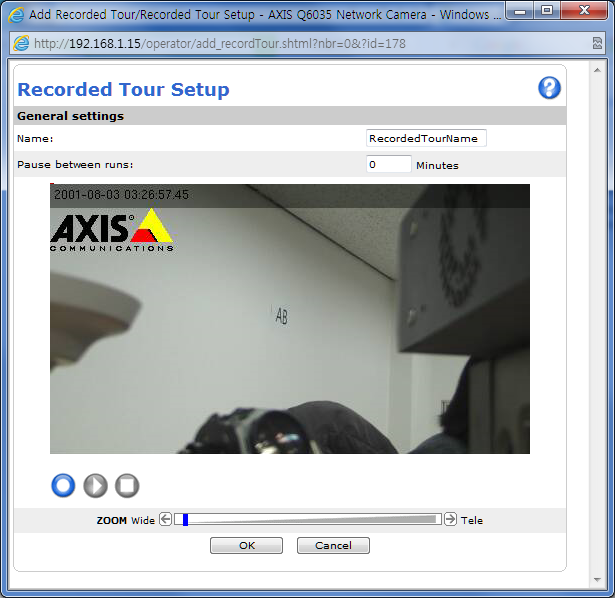 Add Recorded Tour/Recorded Tour Setup - AXIS Q6035 Network Camera - Windows ...
http://192.168.1.15/operator/add_recordTour.shtml?nbr=0&?id=178
Recorded Tour Setup
?
General settings
Name: RecordedTourName
Pause between runs: 0 Minutes
2001-08-03 03:26:57.45
AXIS
COMMUNICATIONS
AB
ZOOM Wide Tele
OK Cancel